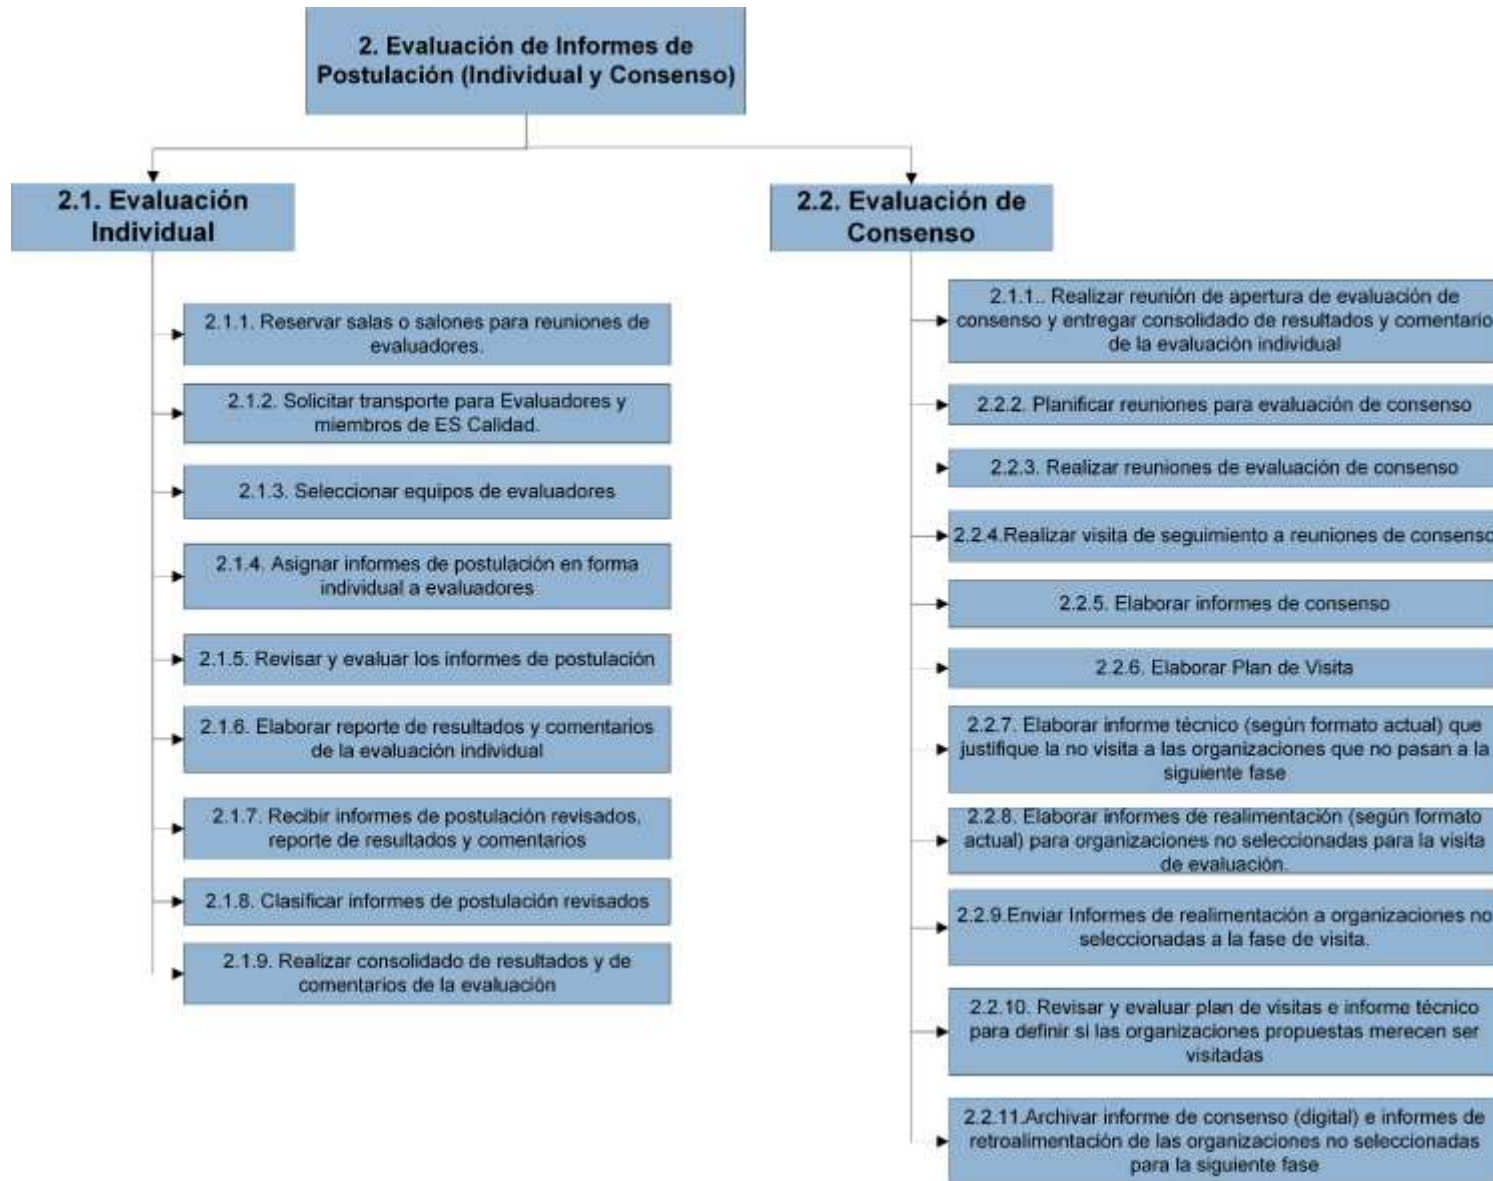 2. Evaluación de Informes de
Postulación (Individual y Consenso)
2.1. Evaluación
Individual
2.1.1. Reservar salas o salones para reuniones de
evaluadores.
2.1.2. Solicitar transporte para Evaluadores y
miembros de ES Calidad.
2.1.3. Seleccionar equipos de evaluadores
2.1.4. Asignar informes de postulación en forma
individual a evaluadores
2.1.5. Revisar y evaluar los informes de postulación
2.1.6. Elaborar reporte de resultados y comentarios
de la evaluación individual
2.1.7. Recibir informes de postulación revisados,
reporte de resultados y comentarios
2.1.8. Clasificar informes de postulación revisados
2.1.9. Realizar consolidado de resultados y de
comentarios de la evaluación
2.2. Evaluación de
Consenso
2.1.1.. Realizar reunión de apertura de evaluación de
consenso y entregar consolidado de resultados y comentario
de la evaluación individual
2.2.2. Planificar reuniones para evaluación de consenso
2.2.3. Realizar reuniones de evaluación de consenso
2.2.4.Realizar visita de seguimiento a reuniones de consenso
2.2.5. Elaborar informes de consenso
2.2.6. Elaborar Plan de Visita
2.2.7. Elaborar informe técnico (según formato actual) que
justifique la no visita a las organizaciones que no pasan a la
siguiente fase
2.2.8. Elaborar informes de realimentación (según formato
actual) para organizaciones no seleccionadas para la visita
de evaluación.
2.2.9.Enviar Informes de realimentación a organizaciones no
seleccionadas a la fase de visita.
2.2.10. Revisar y evaluar plan de visitas e informe técnico
para definir si las organizaciones propuestas merecen ser
visitadas
2.2.11.Archivar informe de consenso (digital) e informes de
retroalimentación de las organizaciones no seleccionadas
para la siguiente fase